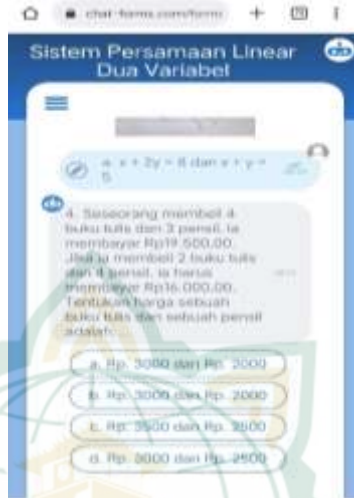 chat-forms.com/forms
Sistem Persamaan Linear
Dua Variabel
a. x + 2y = 8 dan x + y =
5
4. Seseorang membeli 4
buku tulis dan 3 pensil, ia
membayar Rp19.500,00.
Jika ia membeli 2 buku tulis
dan 4 pensil, ia harus
membayar Rp16.000,00.
Tentukan harga sebuah
buku tulis dan sebuah pensil
adalah
a. Rp. 3000 dan Rp. 2000
b. Rp. 3000 dan Rp. 2000
c. Rp. 3500 dan Rp. 2500
d. Rp. 3000 dan Rp. 2500